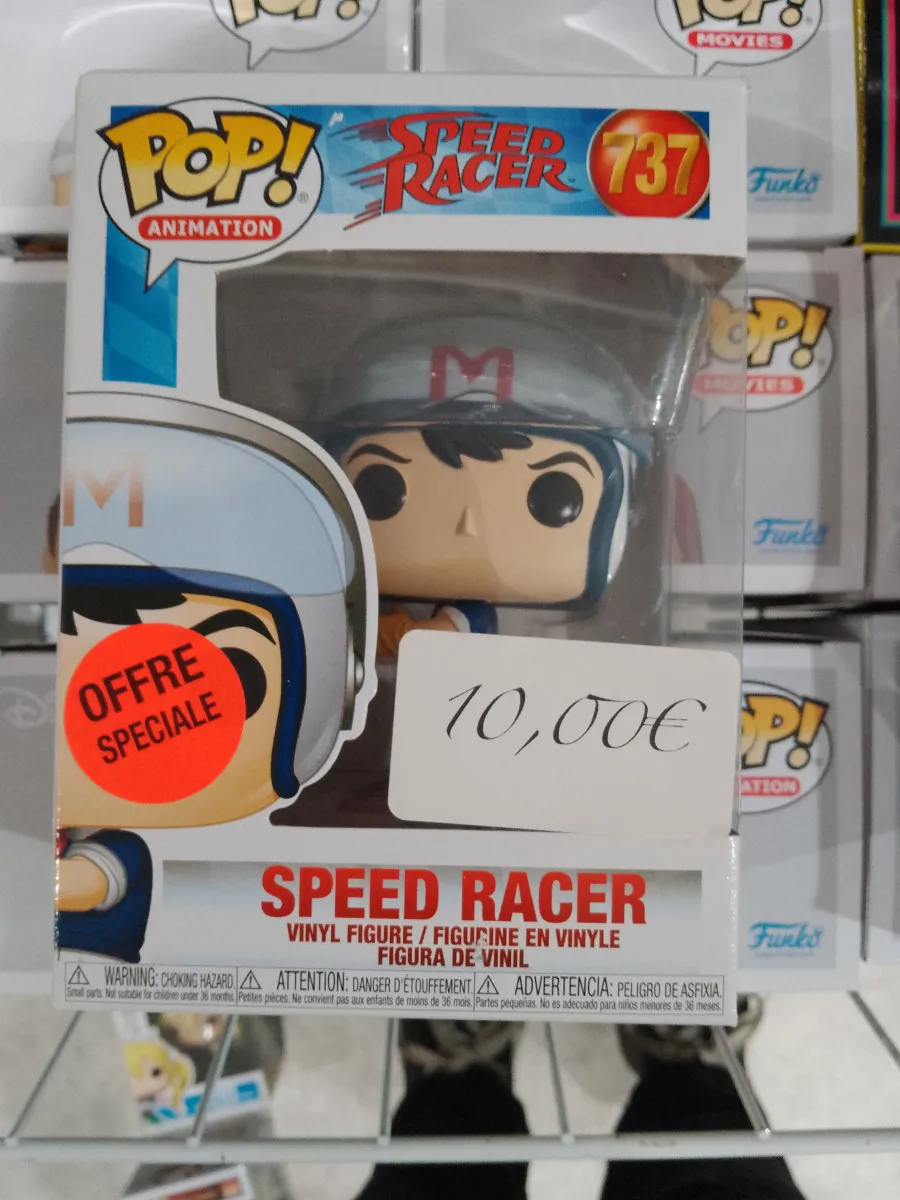 POP!
MOVIES
POP! ®
ANIMATION
SPEED
RACER™
737
Funko
M
POP!
MOVIES
M
Funko
OFFRE
SPECIALE
10,00€
POP!
ATION
SPEED RACER
VINYL FIGURE / FIGURINE EN VINYLE
FIGURA DE VINIL
Funko
WARNING: CHOKING HAZARD.
Small parts. Not suitable for children under 36 months.
ATTENTION: DANGER D'ÉTOUFFEMENT.
Petites pièces. Ne convient pas aux enfants de moins de 36 mois.
ADVERTENCIA: PELIGRO DE ASFIXIA.
Partes pequeñas. No es adecuado para niños menores de 36 meses.